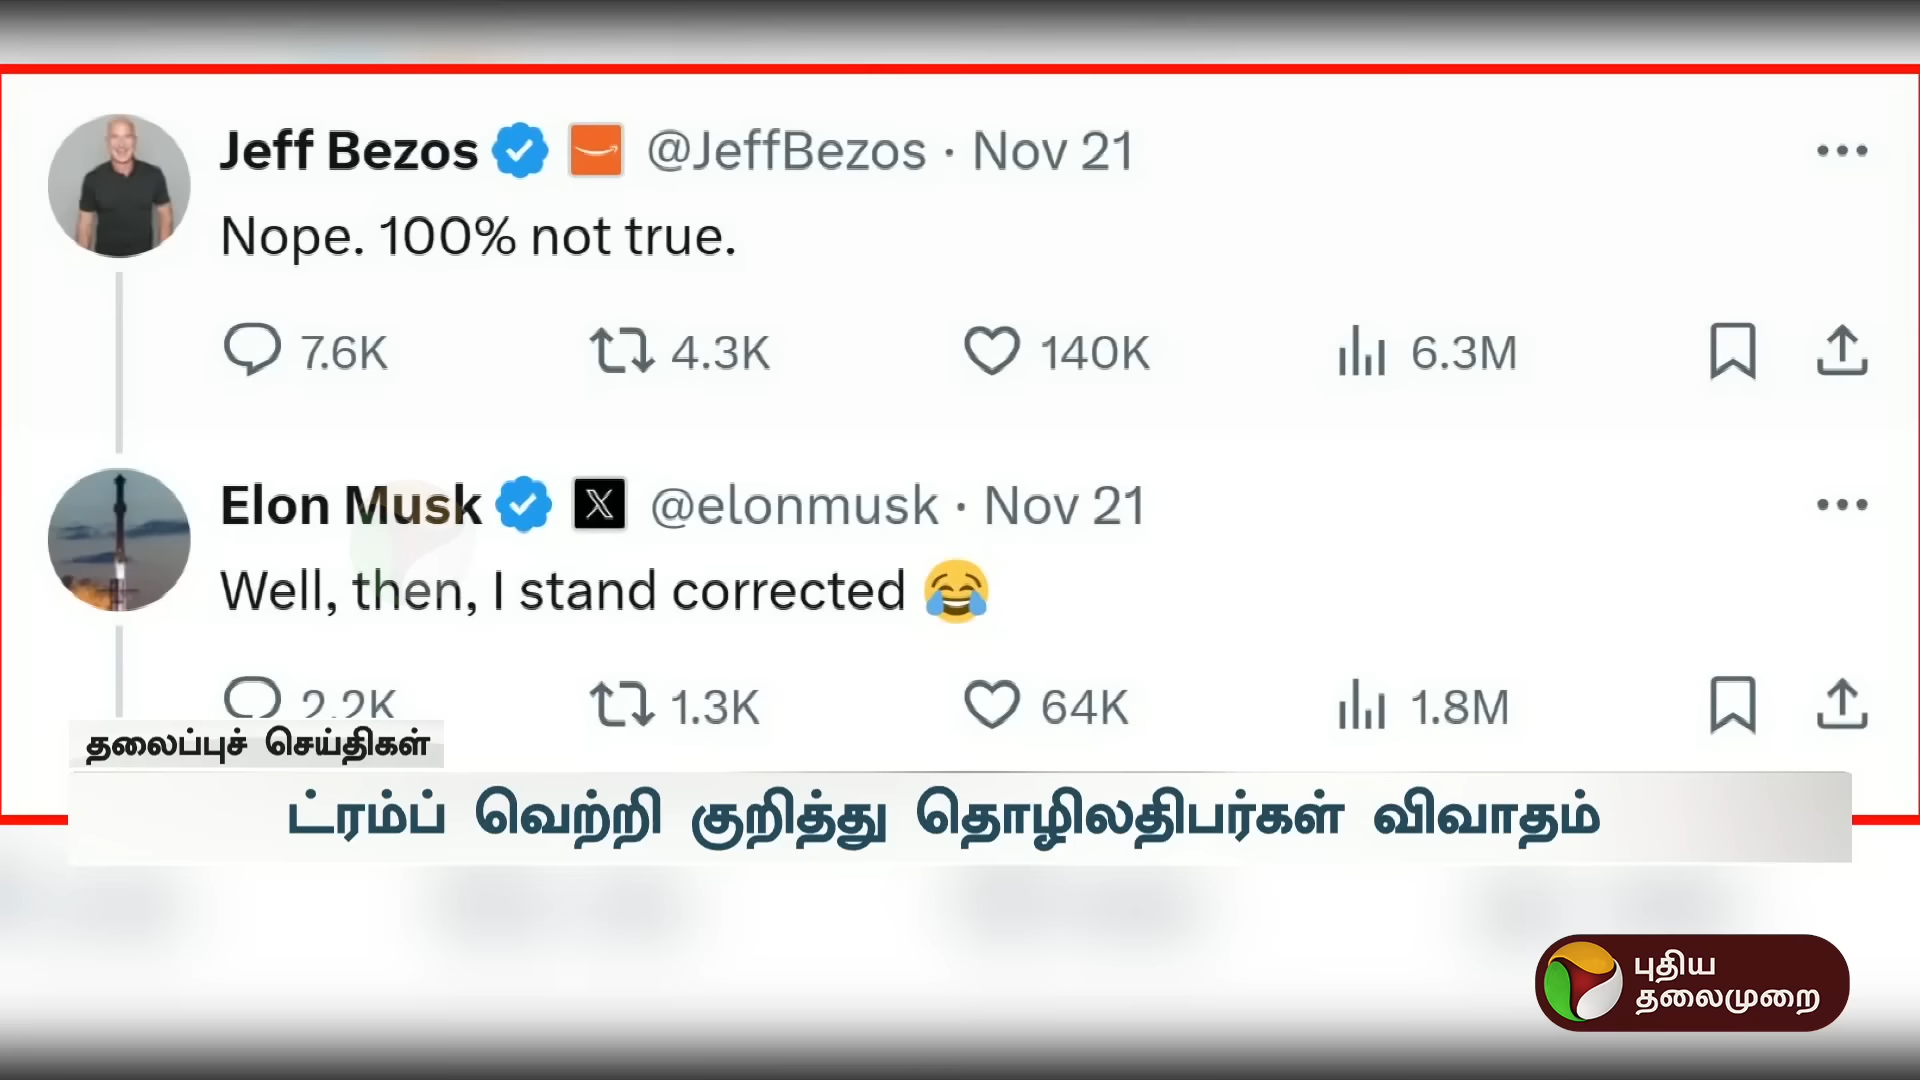 Jeff Bezos @JeffBezos · Nov 21
Nope. 100% not true.
7.6K 4.3K 140K 6.3M
Elon Musk X @elonmusk · Nov 21
Well, then, I stand corrected 😂
2.2K 1.3K 64K 1.8M
தலைப்புச் செய்திகள்
ட்ரம்ப் வெற்றி குறித்து தொழிலதிபர்கள் விவாதம்
புதிய
தலைமுறை